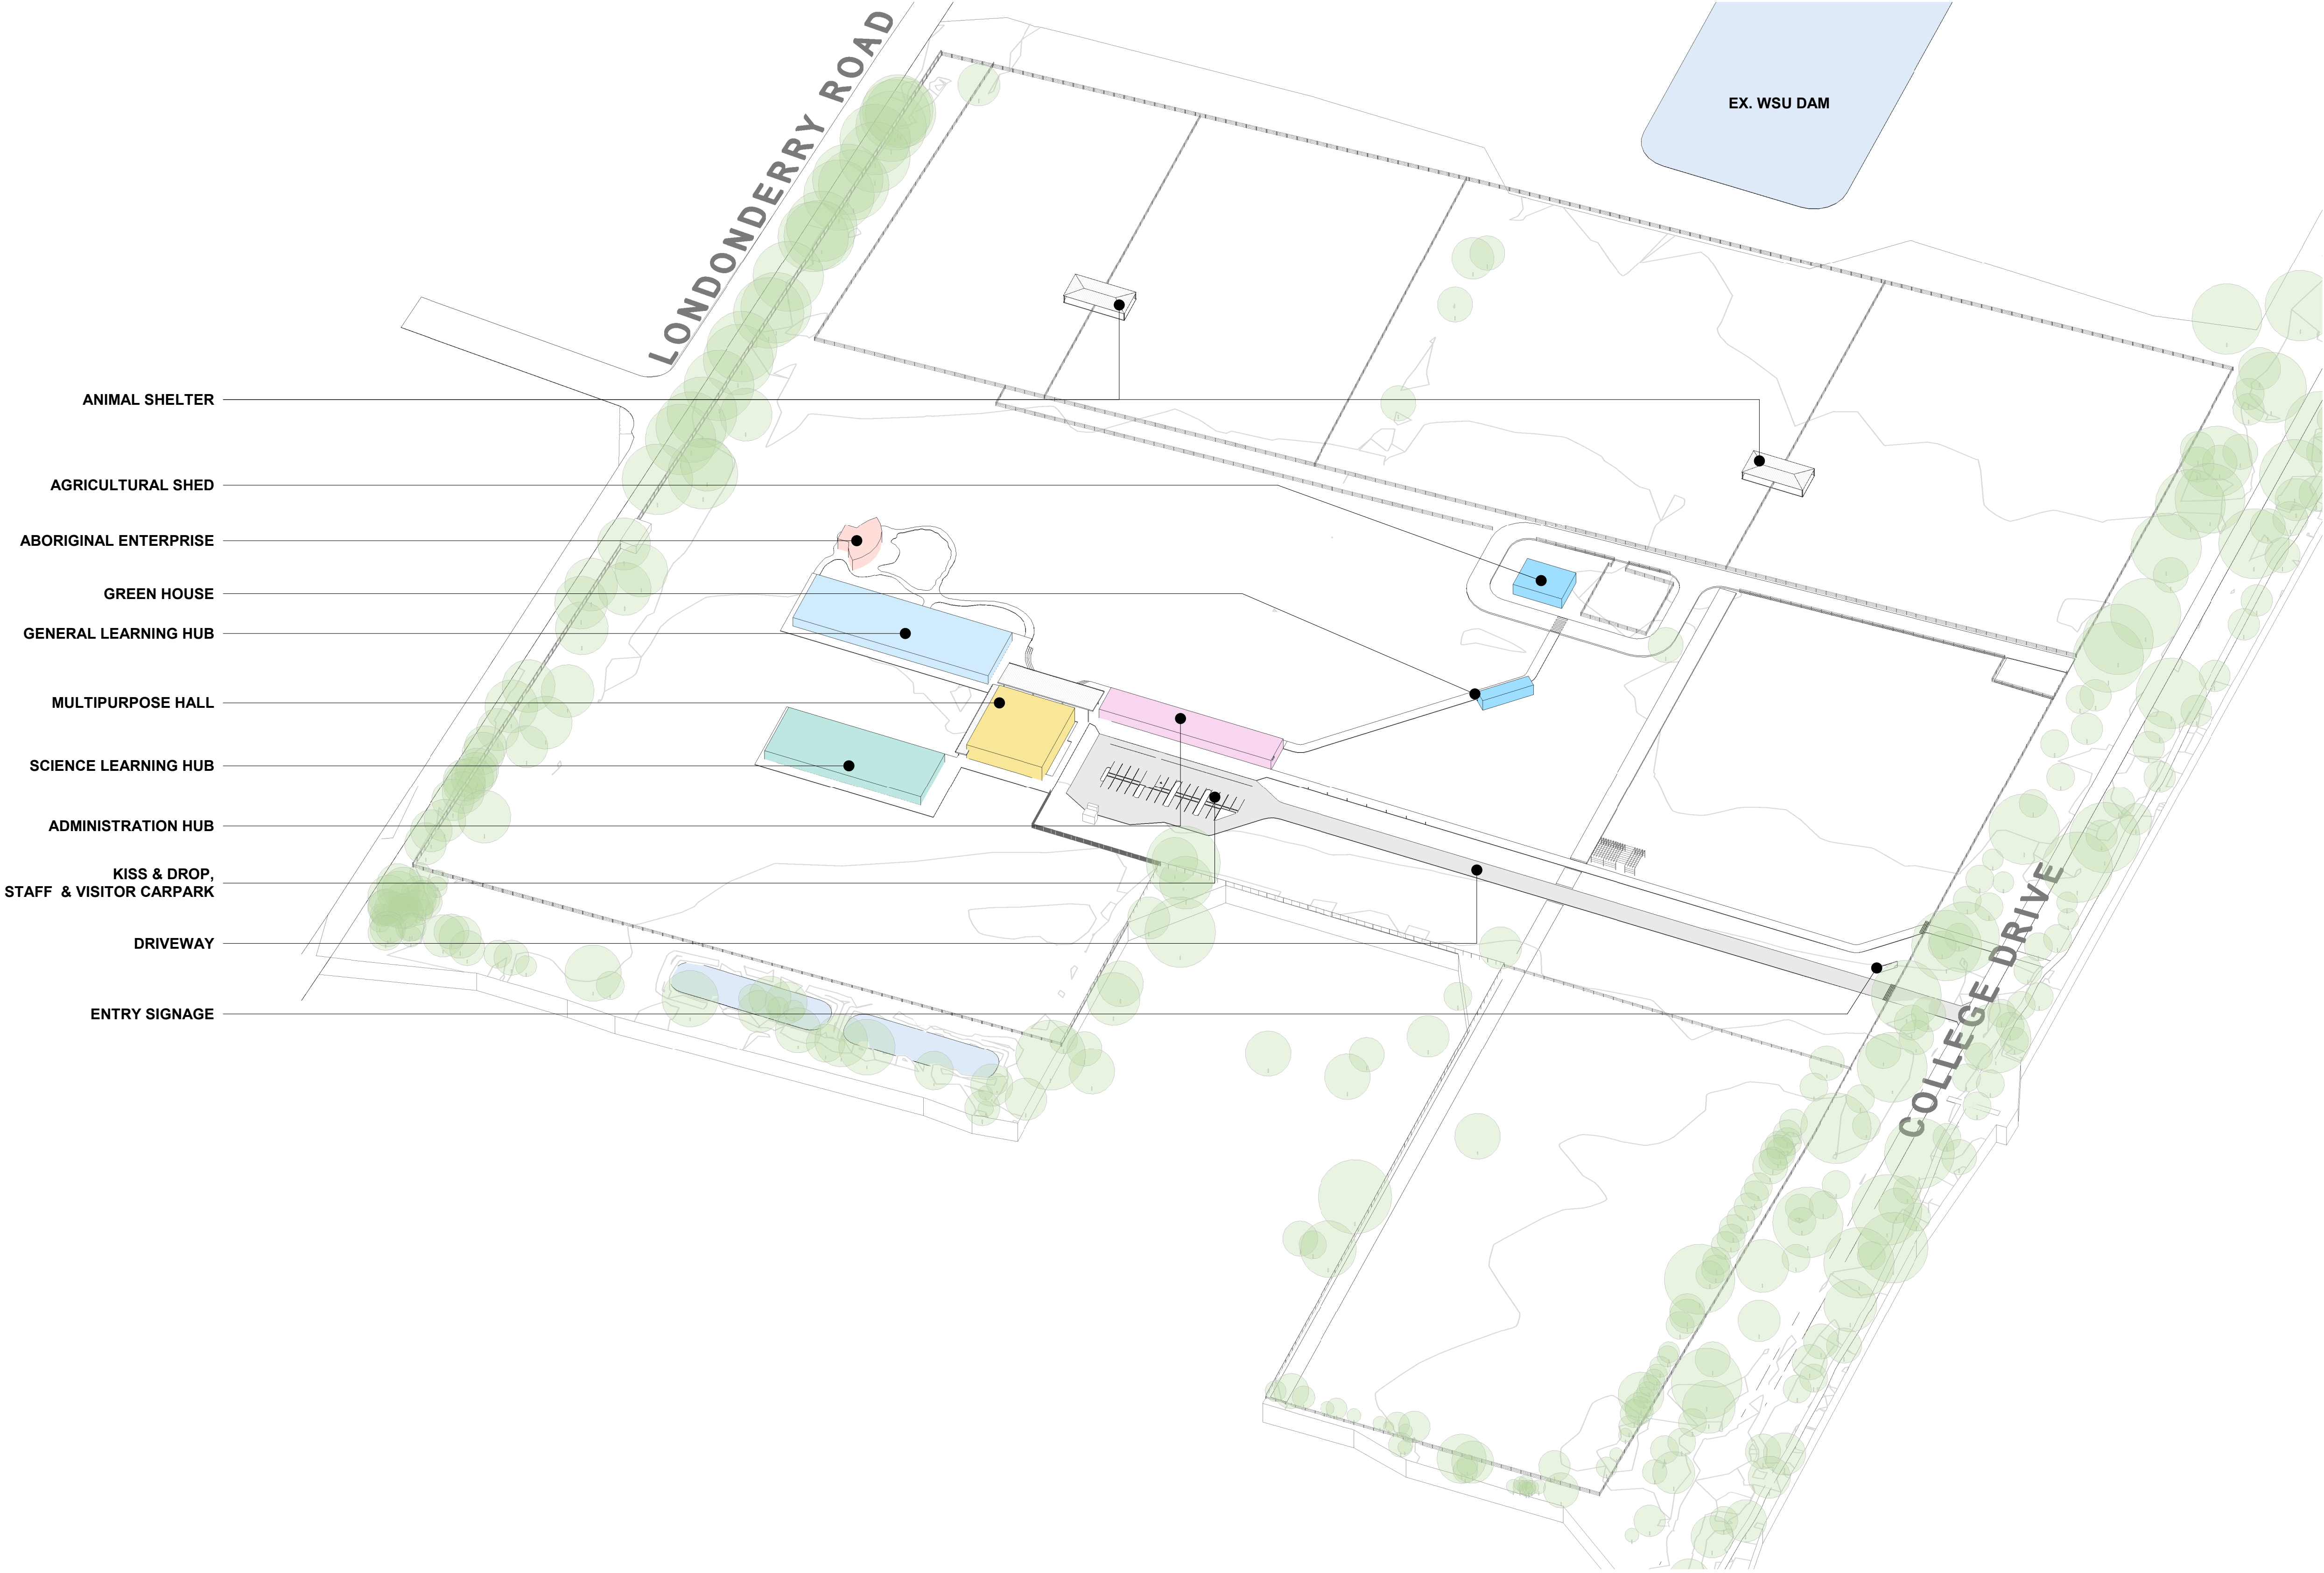 LONDONDERRY ROAD
EX. WSU DAM
ANIMAL SHELTER
AGRICULTURAL SHED
ABORIGINAL ENTERPRISE
GREEN HOUSE
GENERAL LEARNING HUB
MULTIPURPOSE HALL
SCIENCE LEARNING HUB
ADMINISTRATION HUB
KISS & DROP,
STAFF & VISITOR CARPARK
DRIVEWAY
ENTRY SIGNAGE
COLLEGE DRIVE